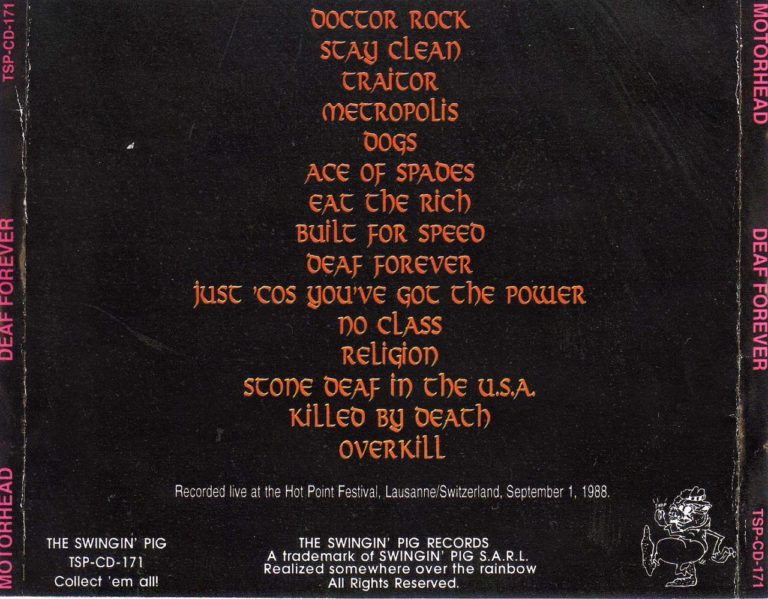 DOCTOR ROCK
STAY CLEAN
TRAITOR
METROPOLIS
DOGS
ACE OF SPADES
EAT THE RICH
BUILT FOR SPEED
DEAF FOREVER
JUST 'COS YOU'VE GOT THE POWER
NO CLASS
RELIGION
STONE DEAF IN THE U.S.A.
KILLED BY DEATH
OVERKILL
Recorded live at the Hot Point Festival, Lausanne/Switzerland, September 1, 1988.
THE SWINGIN' PIG
TSP-CD-171
Collect 'em all!
THE SWINGIN' PIG RECORDS
A trademark of SWINGIN' PIG S.A.R.L.
Realized somewhere over the rainbow
All Rights Reserved.
MOTORHEAD DEAF FOREVER TSP-CD-171
MOTORHEAD DEAF FOREVER TSP-CD-171